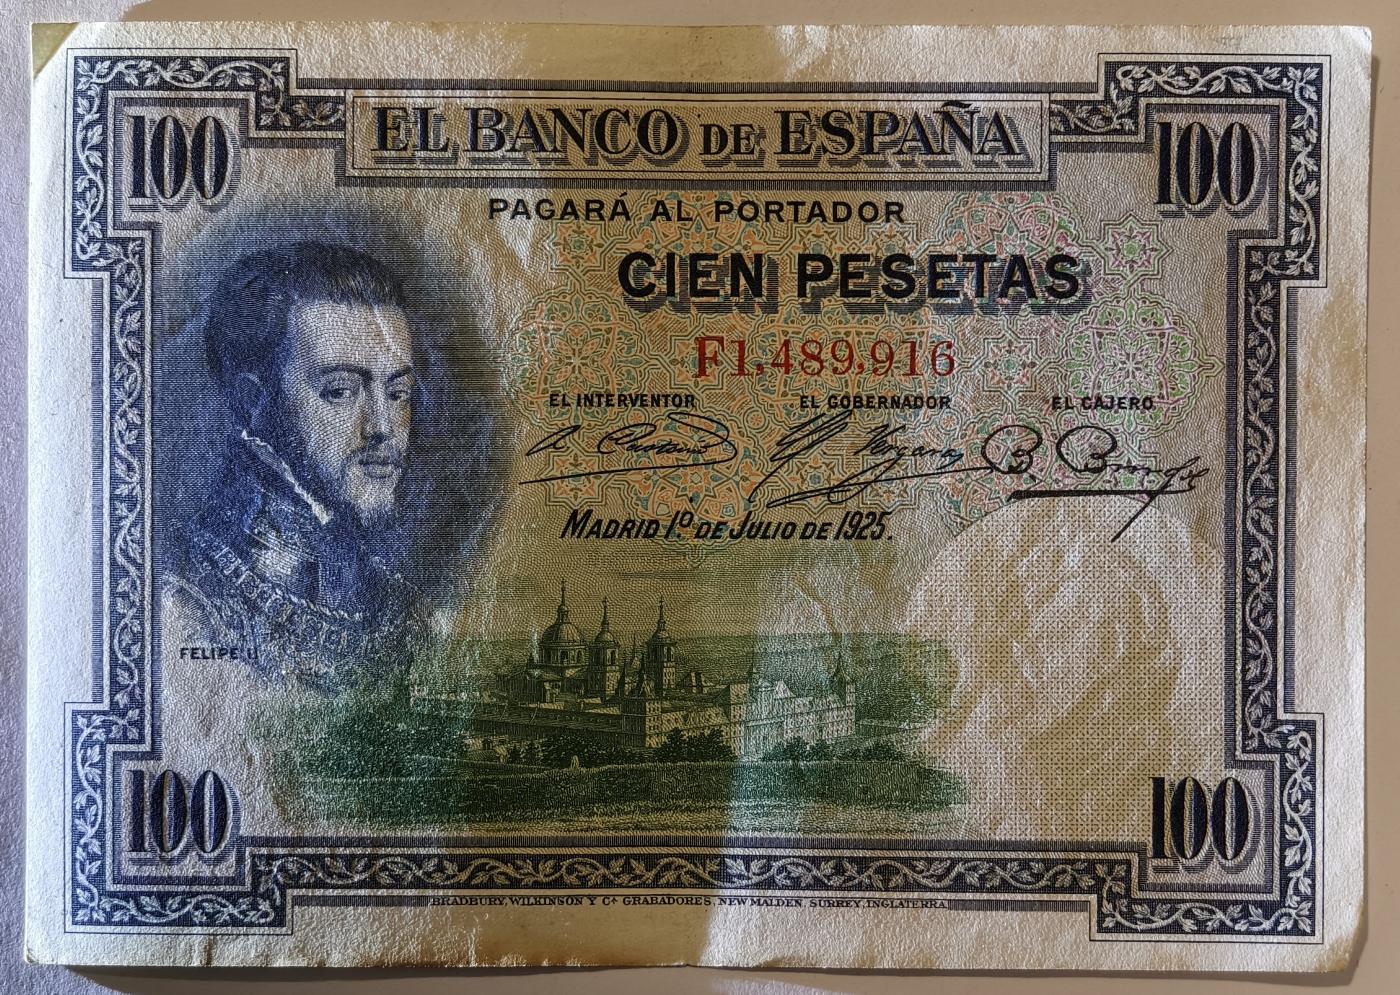 100
EL BANCO DE ESPAÑA
100
PAGARÁ AL PORTADOR
CIEN PESETAS
F1,489,916
EL INTERVENTOR EL GOBERNADOR EL CAJERO
MADRID 1º DE JULIO DE 1925.
FELIPE II
100
100
BRADBURY, WILKINSON Y Cª GRABADORES, NEW MALDEN, SURREY, INGLATERRA